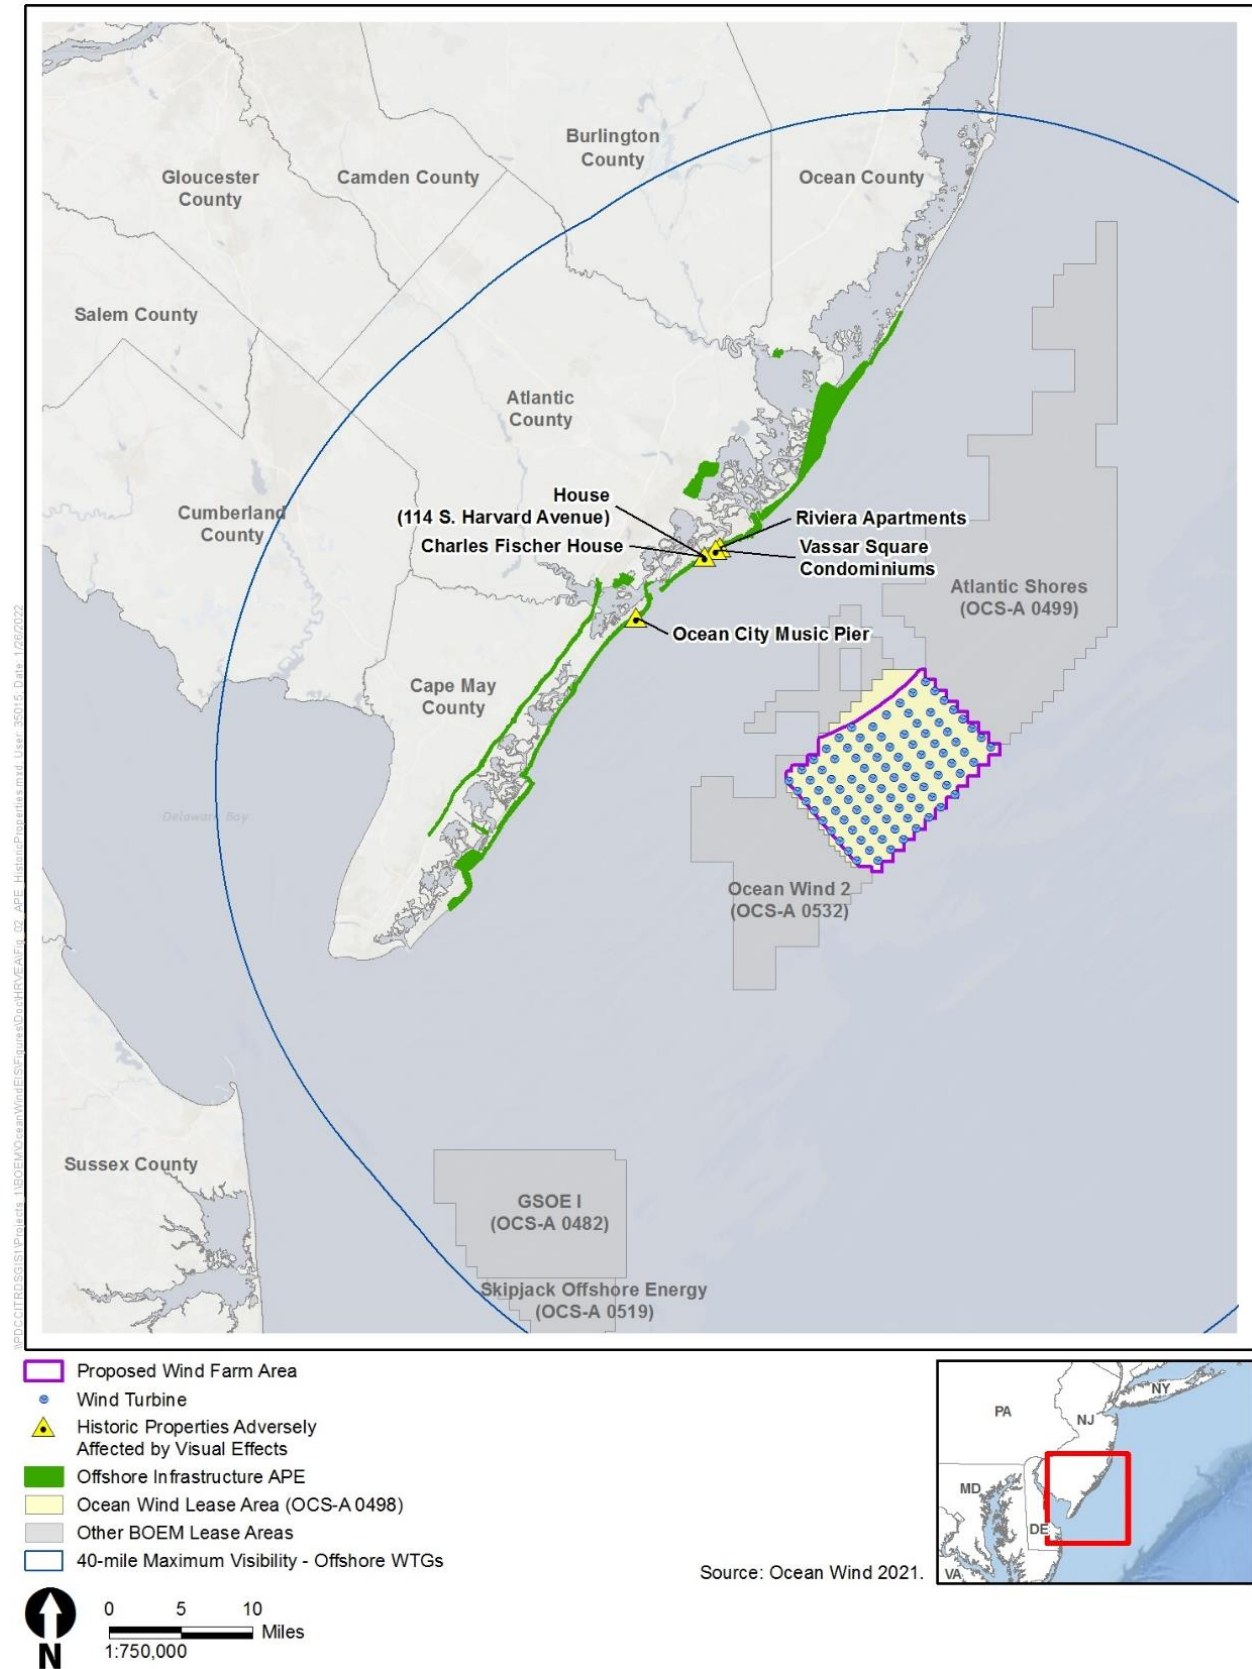 Burlington
County
Gloucester
County
Camden County
Ocean County
Salem County
Atlantic
County
House
(114 S. Harvard Avenue)
Charles Fischer House
Riviera Apartments
Vassar Square
Condominiums
Cumberland
County
Atlantic Shores
(OCS-A 0499)
Ocean City Music Pier
Cape May
County
Delaware Bay
Ocean Wind 2
(OCS-A 0532)
Sussex County
GSOE I
(OCS-A 0482)
Skipjack Offshore Energy
(OCS-A 0519)
Proposed Wind Farm Area
Wind Turbine
Historic Properties Adversely
Affected by Visual Effects
Offshore Infrastructure APE
Ocean Wind Lease Area (OCS-A 0498)
Other BOEM Lease Areas
40-mile Maximum Visibility - Offshore WTGs
0 5 10
Miles
1:750,000
N
Source: Ocean Wind 2021.
NY
PA
NJ
MD
DE
VA